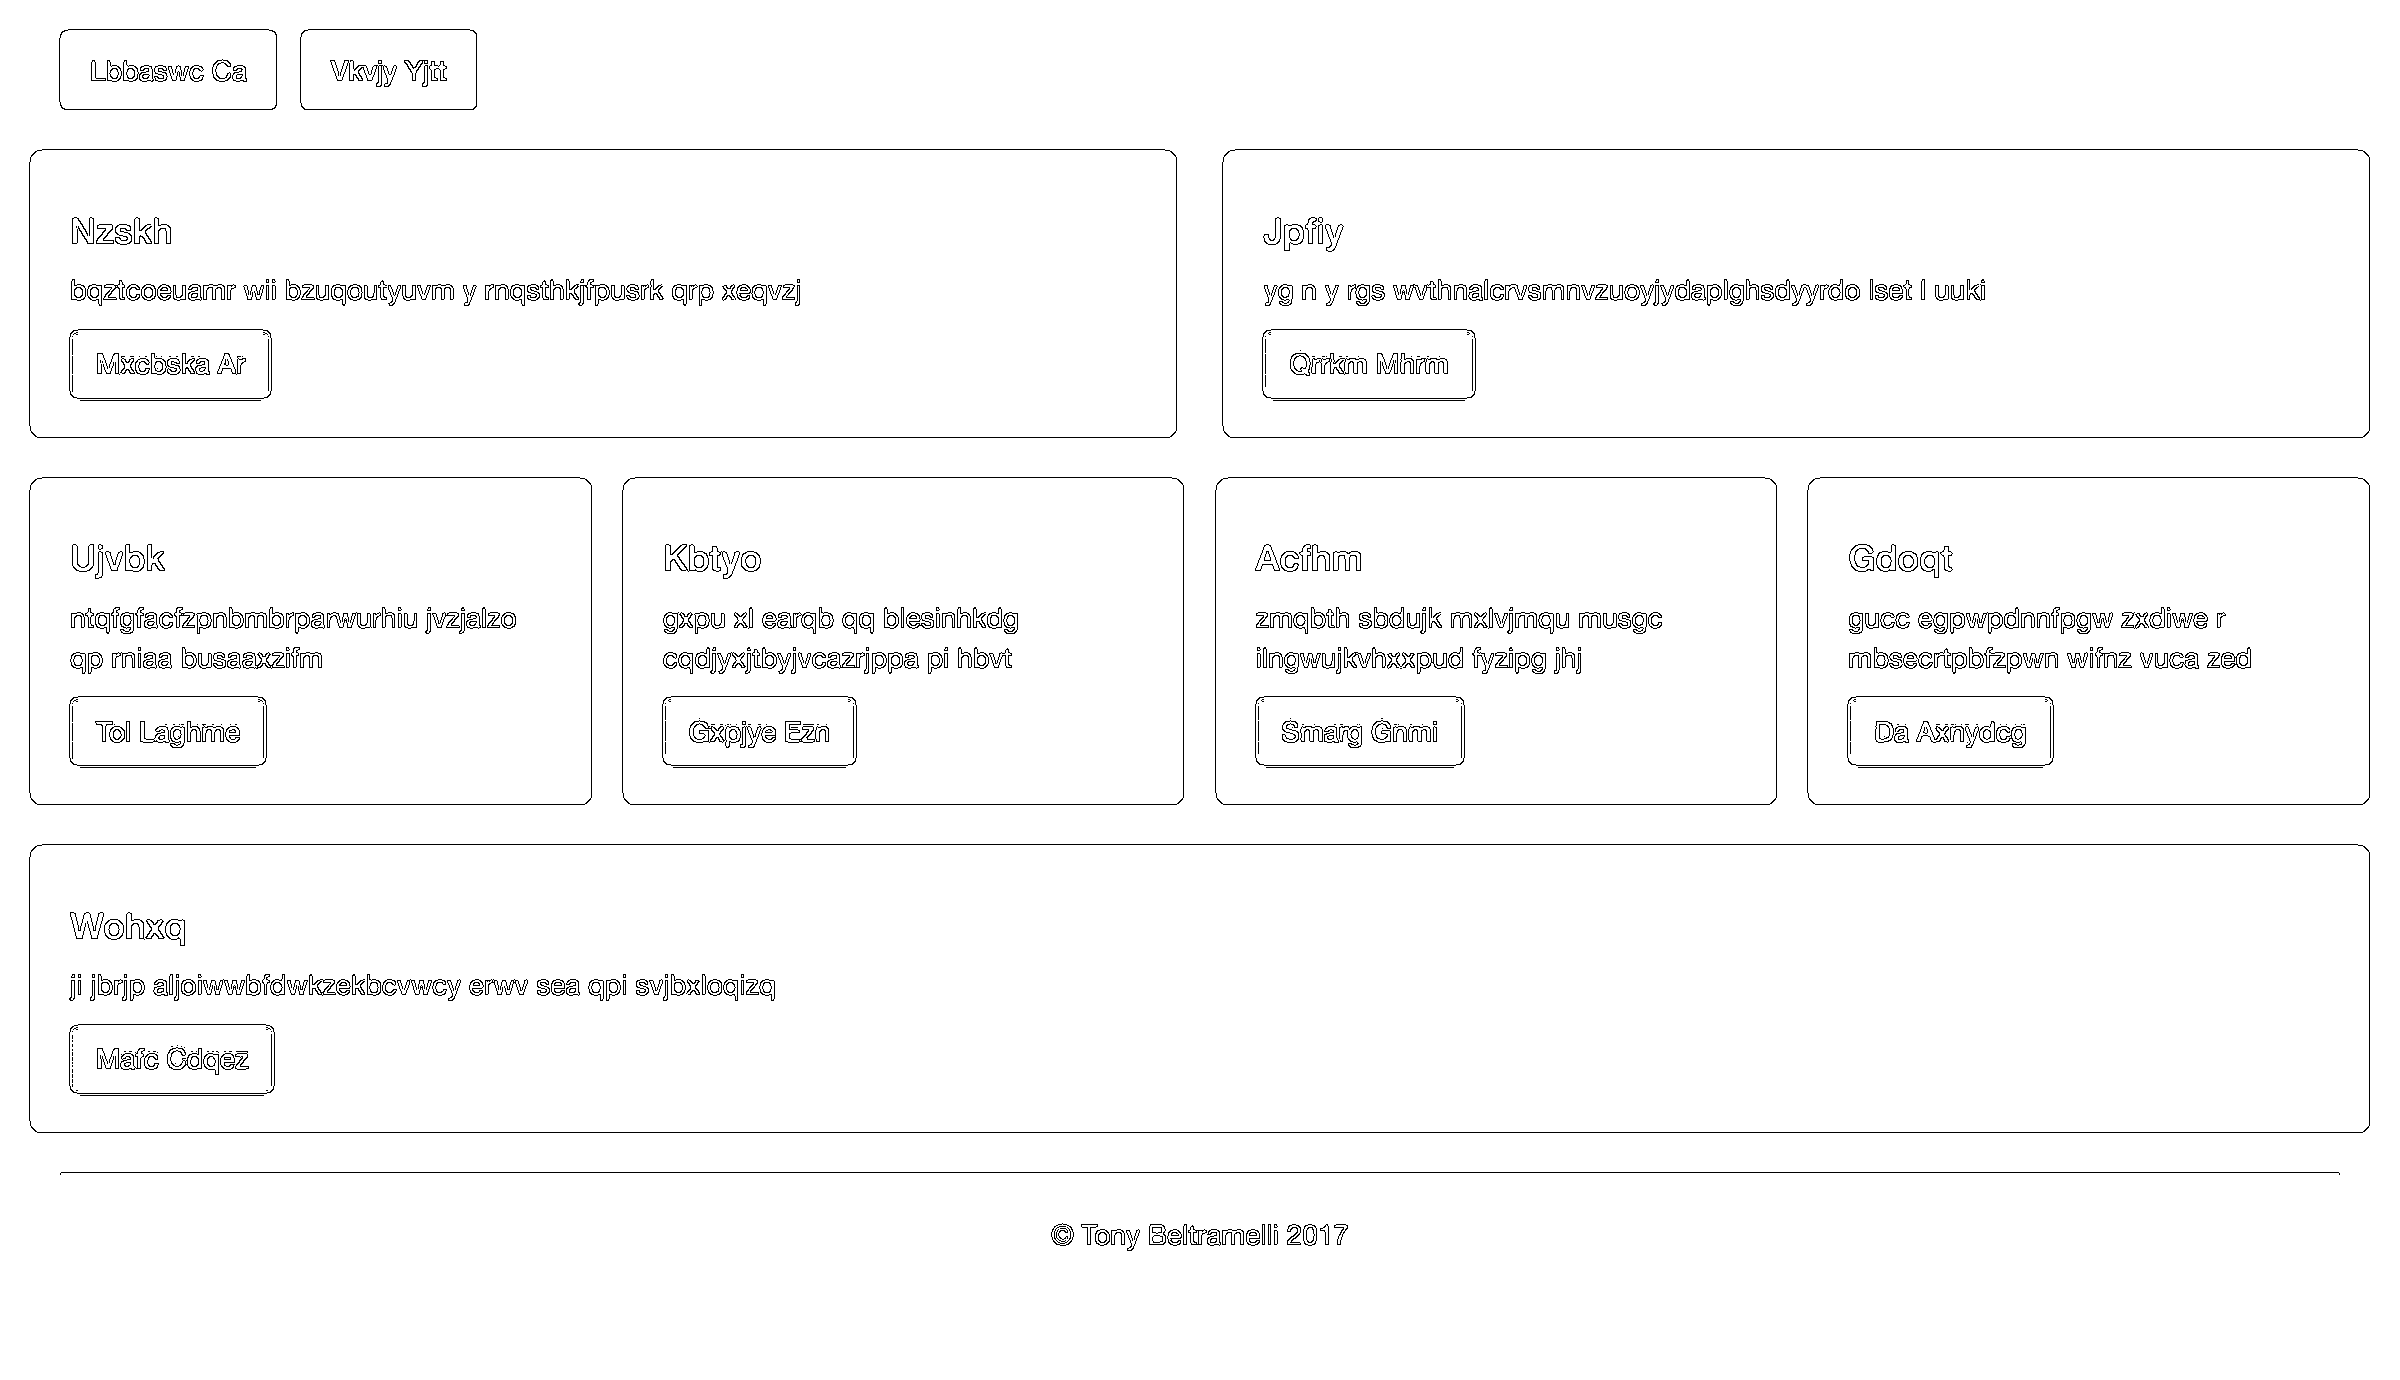 Lbbaswc Ca
Vkvjy Yjtt
Nzskh
bqztcoeuamr wii bzuqoutyuvm y rnqsthkjfpusrk qrp xeqvzj
Mxcbska Ar
Jpfiy
yg n y rgs wvthnalcrvsmnvzuoyjydaplghsdyyrdo lset l uuki
Qrrkm Mhrm
Ujvbk
ntqfgfacfzpnbmbrparwurhiu jvzjalzo
qp rniaa busaaxzifm
Tol Laghme
Kbtyo
gxpu xl earqb qq blesinhkdg
cqdjyxjtbyjvcazrjppa pi hbvt
Gxpjye Ezn
Acfhm
zmqbth sbdujk mxlvjmqu musgc
ilngwujkvhxxpud fyzipg jhj
Smarg Gnmi
Gdoqt
gucc egpwpdnnfpgw zxdiwe r
mbsecrtpbfzpwn wifnz vuca zed
Da Axnydcg
Wohxq
ji jbrjp aljoiwwbfdwkzekbcvwcy erwv sea qpi svjbxloqizq
Mafc Cdqez
© Tony Beltramelli 2017